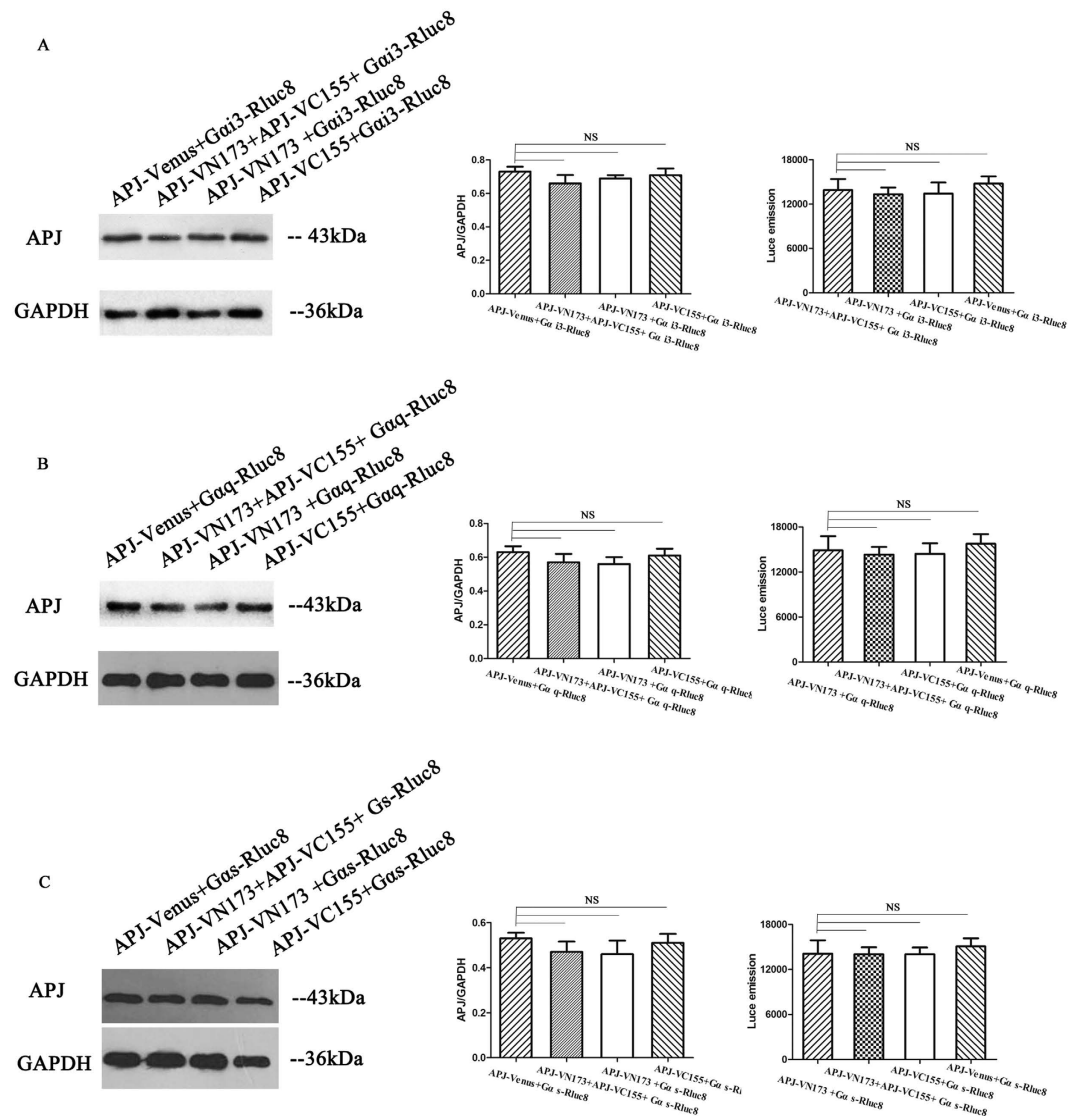 A
APJ-Venus+Gαi3-Rluc8
APJ-VN173+APJ-VC155+ Gαi3-Rluc8
APJ-VN173 +Gαi3-Rluc8
APJ-VC155+Gαi3-Rluc8
APJ
-- 43kDa
GAPDH
--36kDa
NS
0.8
0.6
0.4
0.2
0.0
APJ/GAPDH
APJ-Venus+Gα i3-Rluc8
APJ-VN173+APJ-VC155+ Gα i3-Rluc8
APJ-VN173 +Gα i3-Rluc8
APJ-VC155+Gα i3-Rluc8
NS
18000
12000
6000
0
Luce emission
APJ-VN173+APJ-VC155+ Gα i3-Rluc8
APJ-VN173 +Gα i3-Rluc8
APJ-VC155+Gα i3-Rluc8
APJ-Venus+Gα i3-Rluc8
B
APJ-Venus+Gαq-Rluc8
APJ-VN173+APJ-VC155+ Gαq-Rluc8
APJ-VN173 +Gαq-Rluc8
APJ-VC155+Gαq-Rluc8
APJ
--43kDa
GAPDH
--36kDa
NS
0.8
0.6
0.4
0.2
0.0
APJ/GAPDH
APJ-Venus+Gα q-Rluc8
APJ-VN173+APJ-VC155+ Gα q-Rluc8
APJ-VN173 +Gα q-Rluc8
APJ-VC155+Gα q-Rluc8
NS
18000
12000
6000
0
Luce emission
APJ-VN173 +Gα q-Rluc8
APJ-VN173+APJ-VC155+ Gα q-Rluc8
APJ-VC155+Gα q-Rluc8
APJ-Venus+Gα q-Rluc8
C
APJ-Venus+Gαs-Rluc8
APJ-VN173+APJ-VC155+ Gs-Rluc8
APJ-VN173 +Gαs-Rluc8
APJ-VC155+Gαs-Rluc8
APJ
--43kDa
GAPDH
--36kDa
NS
0.6
0.4
0.2
0.0
APJ/GAPDH
APJ-Venus+Gα s-Rluc8
APJ-VN173+APJ-VC155+ Gα s-Rluc8
APJ-VN173 +Gα s-Rluc8
APJ-VC155+Gα s-Rl
NS
18000
12000
6000
0
Luce emission
APJ-VN173 +Gα s-Rluc8
APJ-VN173+APJ-VC155+ Gα s-Rluc8
APJ-VC155+Gα s-Rluc8
APJ-Venus+Gα s-Rluc8